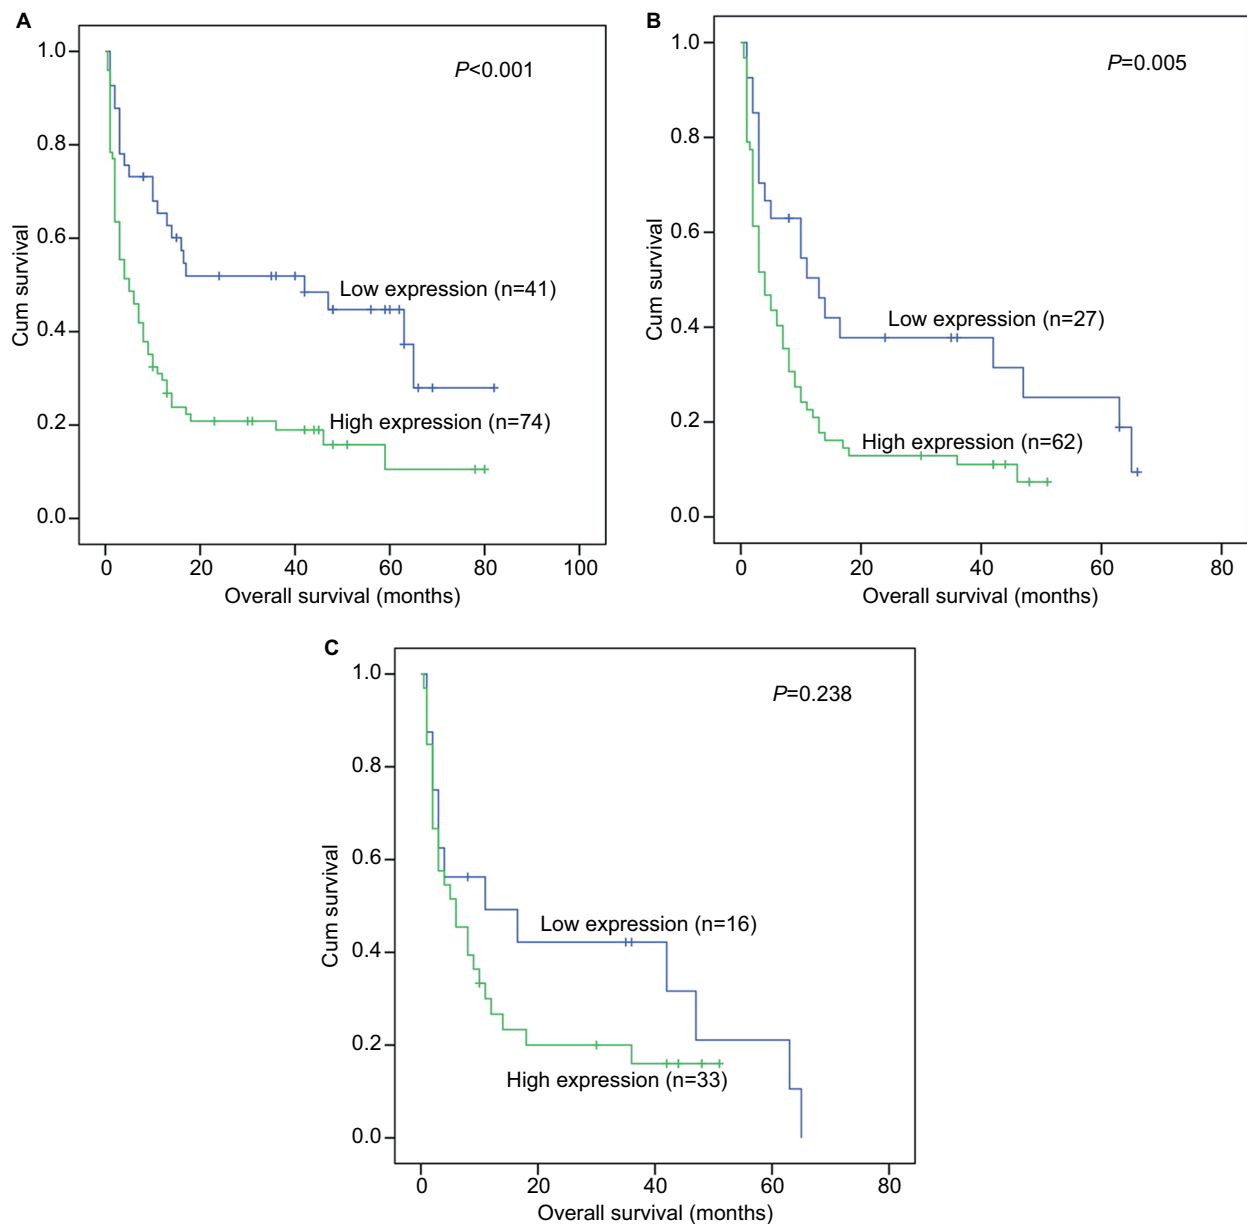 A
P<0.001
1.0
0.8
0.6
0.4
0.2
0.0
Cum survival
Low expression (n=41)
High expression (n=74)
0 20 40 60 80 100
Overall survival (months)
B
P=0.005
1.0
0.8
0.6
0.4
0.2
0.0
Cum survival
Low expression (n=27)
High expression (n=62)
0 20 40 60 80
Overall survival (months)
C
P=0.238
1.0
0.8
0.6
0.4
0.2
0.0
Cum survival
Low expression (n=16)
High expression (n=33)
0 20 40 60 80
Overall survival (months)